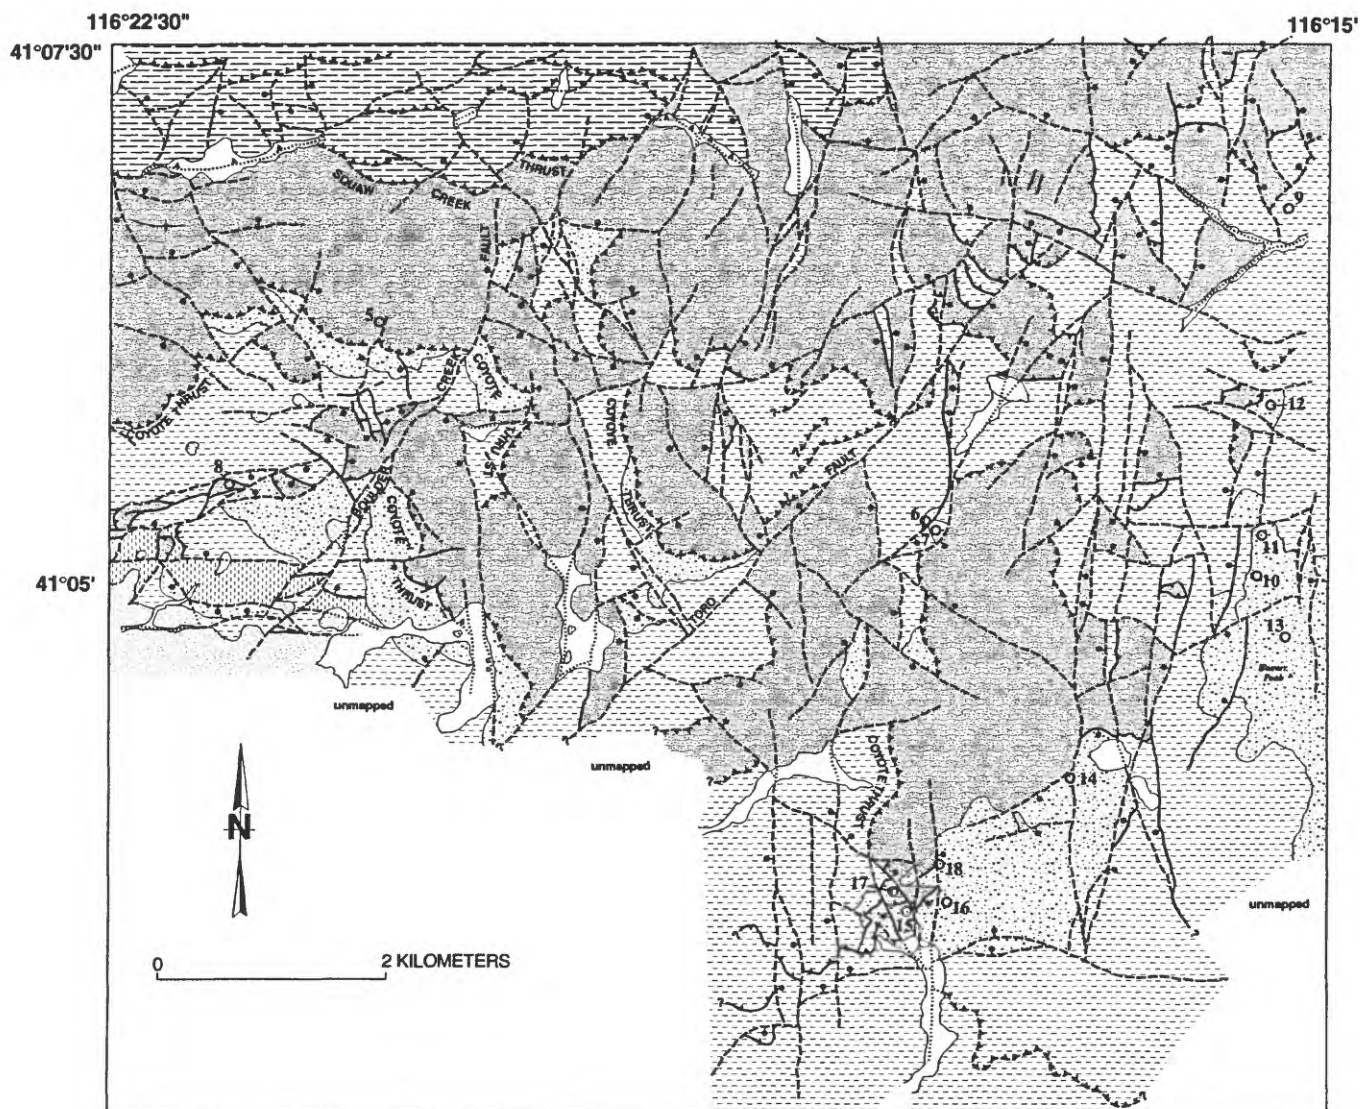 116°22'30"
116°15'
41°07'30"
SQUAW
CREEK
THRUST
FAULT
9
5
CREEK
COYOTE
COYOTE THRUST
COYOTE
THRUST
12
FAULT
8
BOULDER
COYOTE
THRUST
6
7
11
10
41°05'
THRUST
TORO
13
unmapped
unmapped
COYOTE THRUST
14
N
18
17
16
15
unmapped
0
2 KILOMETERS